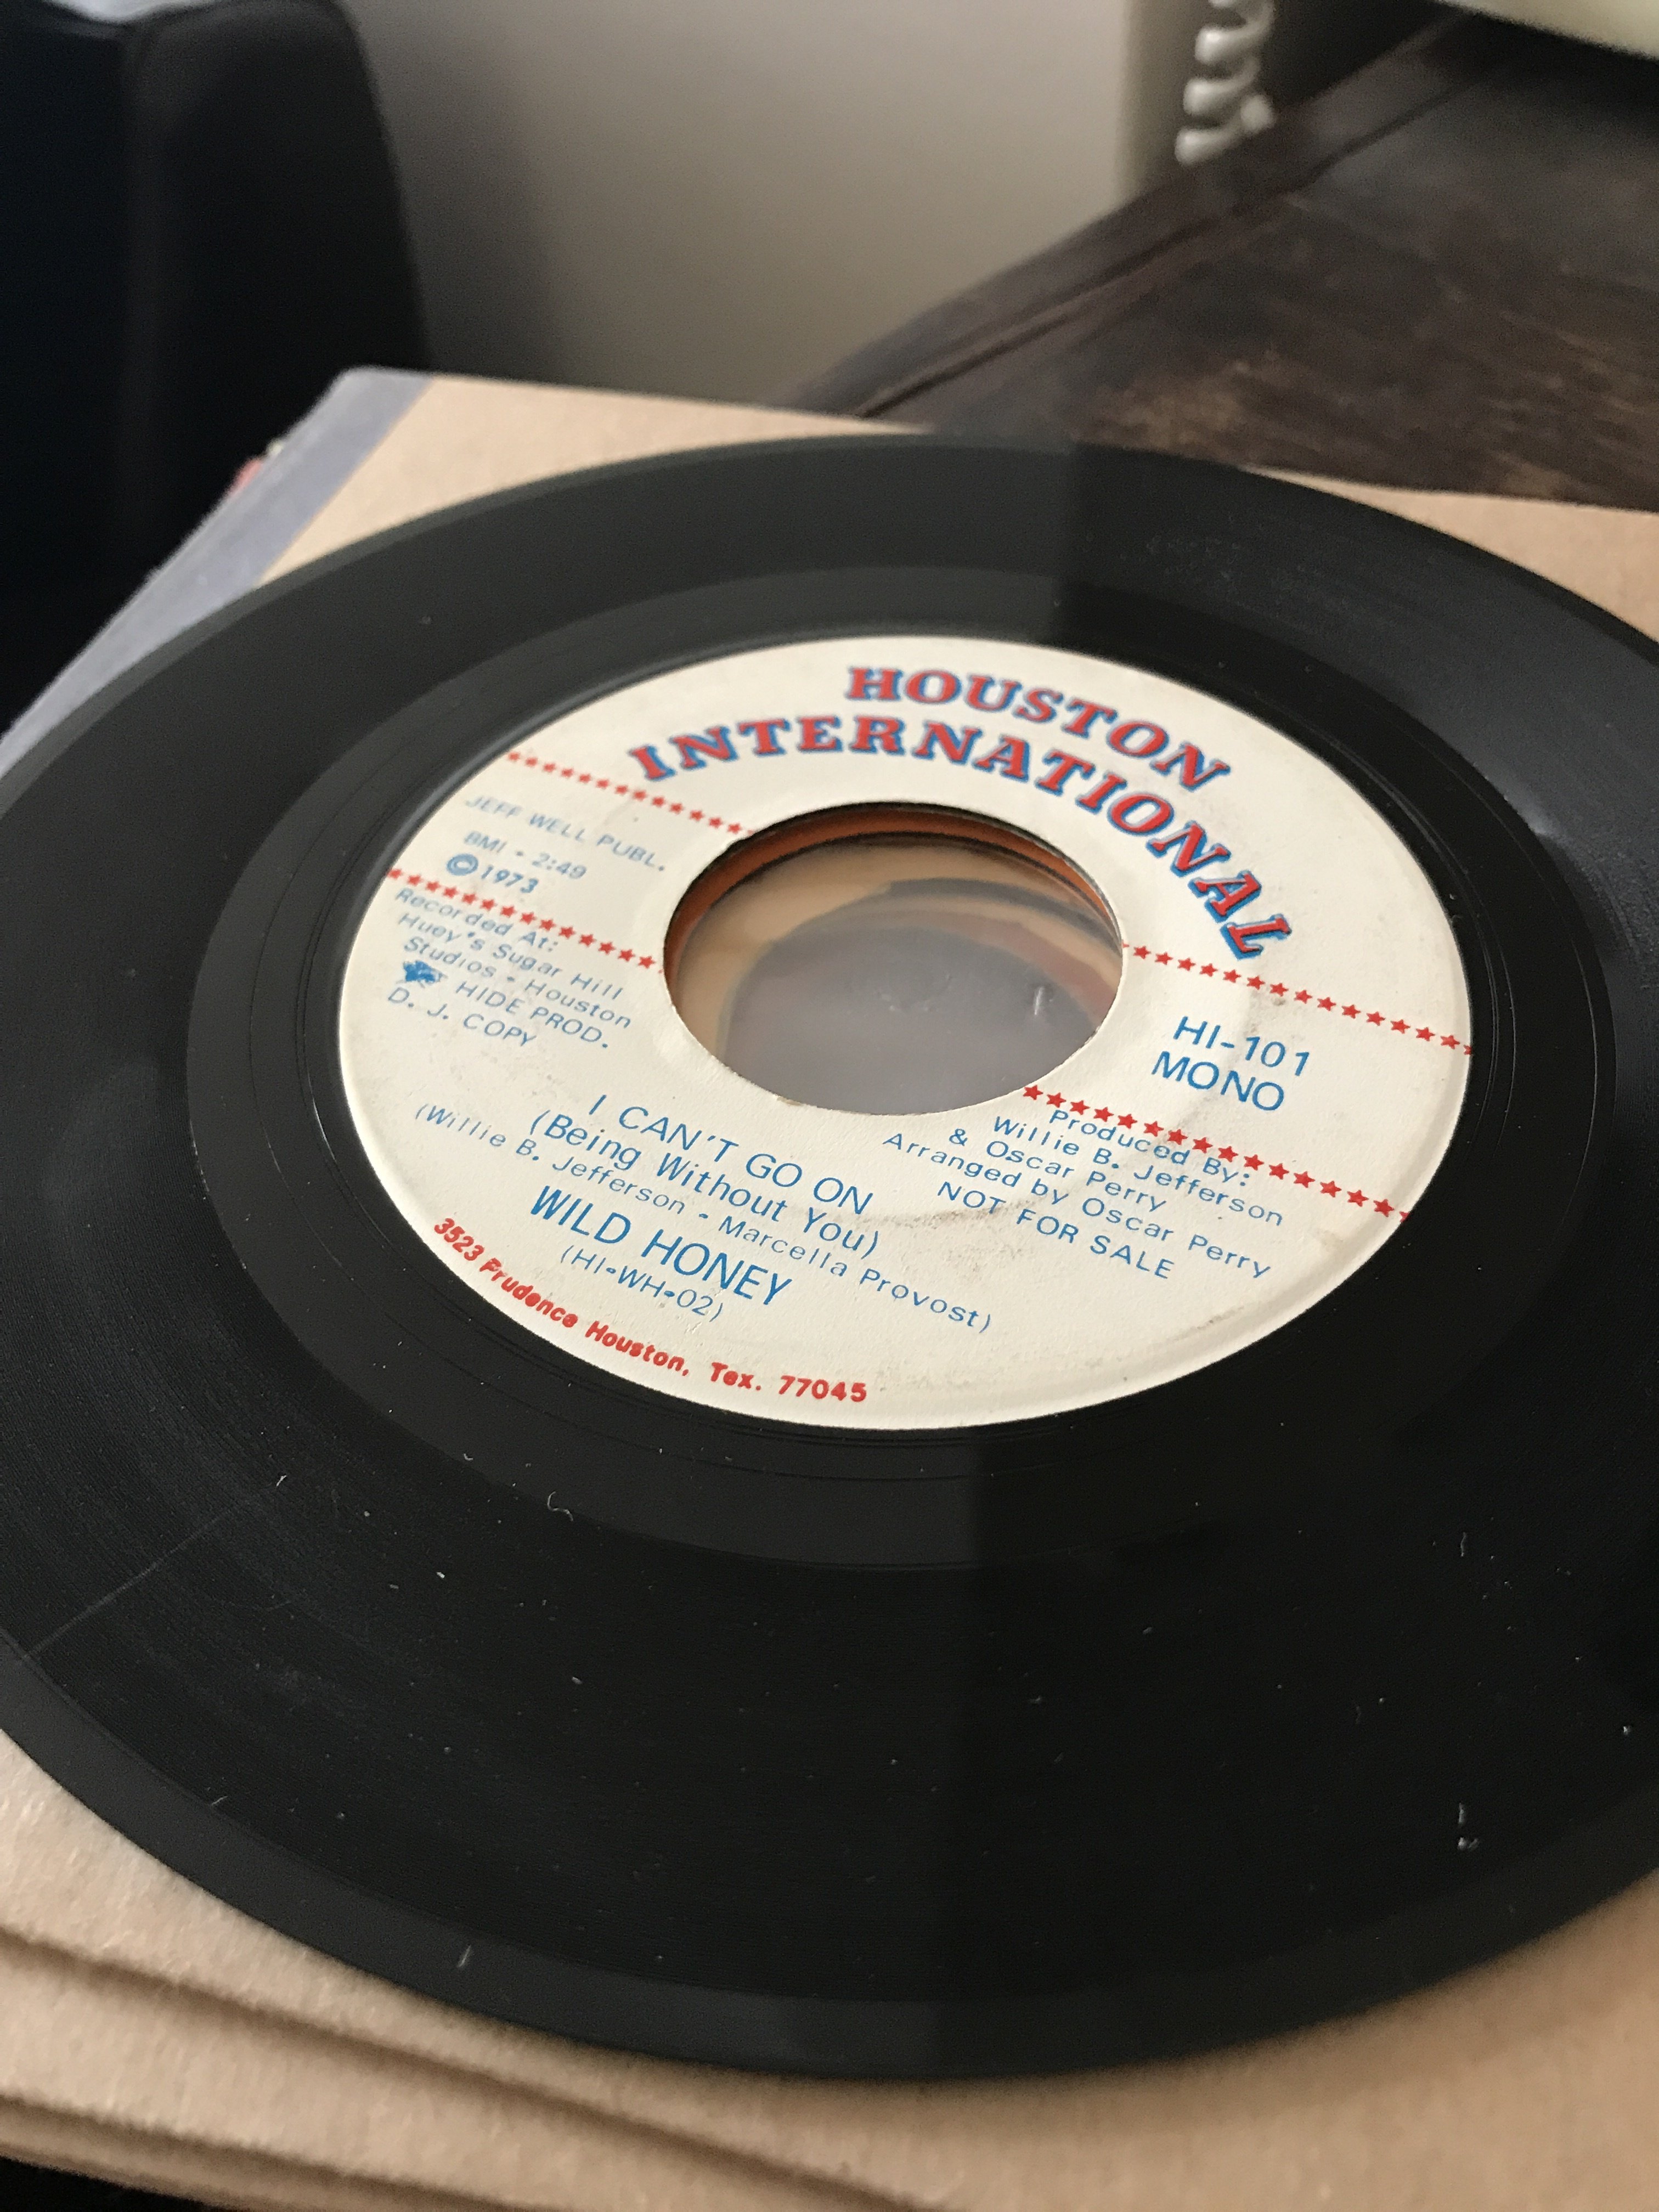 HOUSTON
INTERNATIONAL
JEFF WELL PUBL.
BMI • 2:49
©1973
Recorded At:
Huey's Sugar Hill
Studios • Houston
HIDE PROD.
D. J. COPY
HI-101
MONO
Produced By:
Willie B. Jefferson
& Oscar Perry
Arranged by Oscar Perry
NOT FOR SALE
I CAN'T GO ON
(Being Without You)
(Willie B. Jefferson - Marcella Provost)
WILD HONEY
(HI-WH-02)
3523 Prudence Houston, Tex. 77045